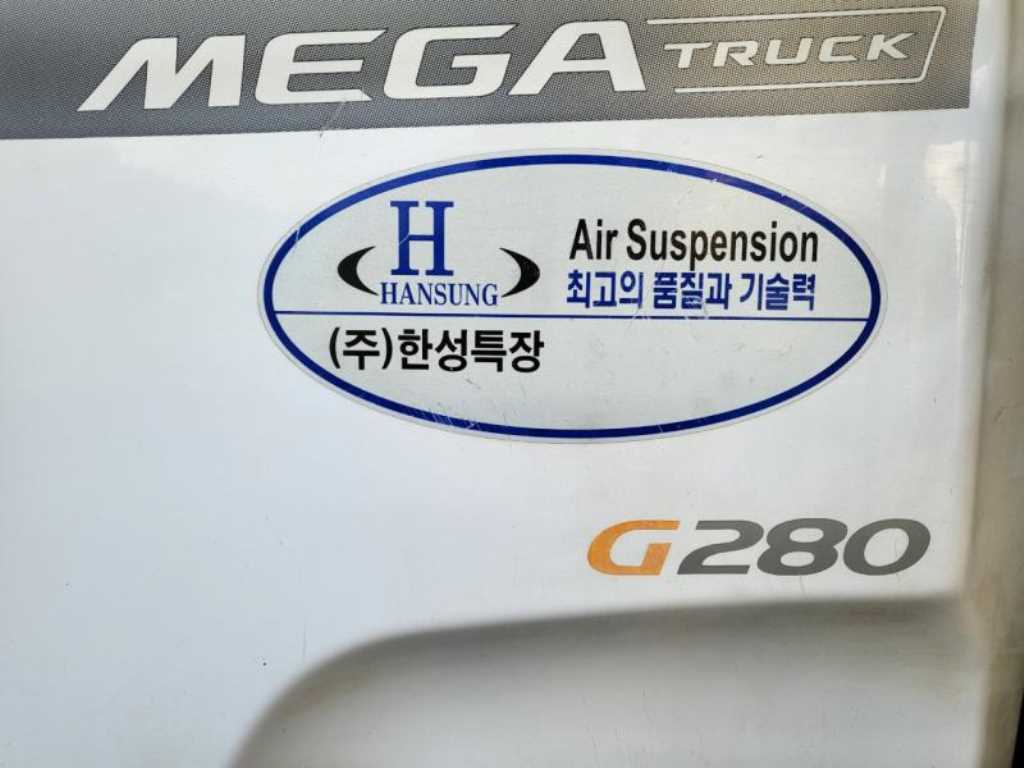 MEGA TRUCK
H
HANSUNG
Air Suspension
최고의 품질과 기술력
(주)한성특장
G280